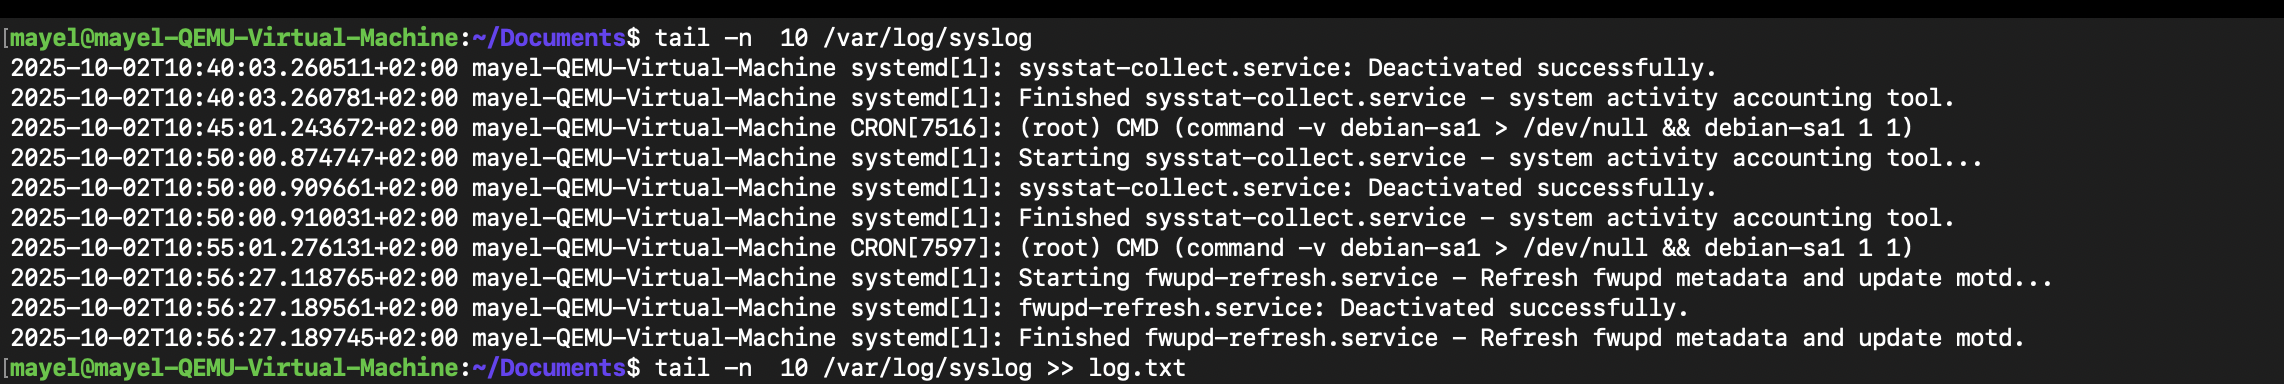 [mayel@mayel-QEMU-Virtual-Machine:~/Documents$ tail -n  10 /var/log/syslog
2025-10-02T10:40:03.260511+02:00 mayel-QEMU-Virtual-Machine systemd[1]: sysstat-collect.service: Deactivated successfully.
2025-10-02T10:40:03.260781+02:00 mayel-QEMU-Virtual-Machine systemd[1]: Finished sysstat-collect.service - system activity accounting tool.
2025-10-02T10:45:01.243672+02:00 mayel-QEMU-Virtual-Machine CRON[7516]: (root) CMD (command -v debian-sa1 > /dev/null && debian-sa1 1 1)
2025-10-02T10:50:00.874747+02:00 mayel-QEMU-Virtual-Machine systemd[1]: Starting sysstat-collect.service - system activity accounting tool...
2025-10-02T10:50:00.909661+02:00 mayel-QEMU-Virtual-Machine systemd[1]: sysstat-collect.service: Deactivated successfully.
2025-10-02T10:50:00.910031+02:00 mayel-QEMU-Virtual-Machine systemd[1]: Finished sysstat-collect.service - system activity accounting tool.
2025-10-02T10:55:01.276131+02:00 mayel-QEMU-Virtual-Machine CRON[7597]: (root) CMD (command -v debian-sa1 > /dev/null && debian-sa1 1 1)
2025-10-02T10:56:27.118765+02:00 mayel-QEMU-Virtual-Machine systemd[1]: Starting fwupd-refresh.service - Refresh fwupd metadata and update motd...
2025-10-02T10:56:27.189561+02:00 mayel-QEMU-Virtual-Machine systemd[1]: fwupd-refresh.service: Deactivated successfully.
2025-10-02T10:56:27.189745+02:00 mayel-QEMU-Virtual-Machine systemd[1]: Finished fwupd-refresh.service - Refresh fwupd metadata and update motd.
[mayel@mayel-QEMU-Virtual-Machine:~/Documents$ tail -n  10 /var/log/syslog >> log.txt